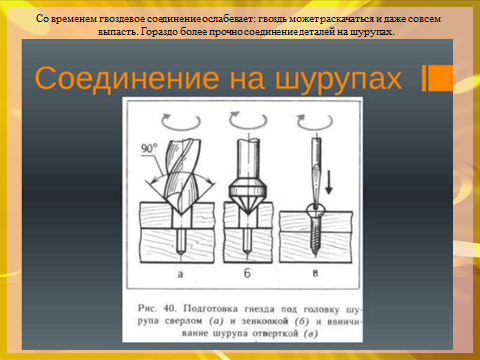 Со временем гвоздевое соединение ослабевает: гвоздь может раскачаться и даже совсем
выпасть. Гораздо более прочно соединение деталей на шурупах.
Соединение на шурупах
90°
а б в
Рис. 40. Подготовка гнезда под головку шу-
рупа сверлом (а) и зенковкой (б) и ввинчи-
вание шурупа отверткой (в)